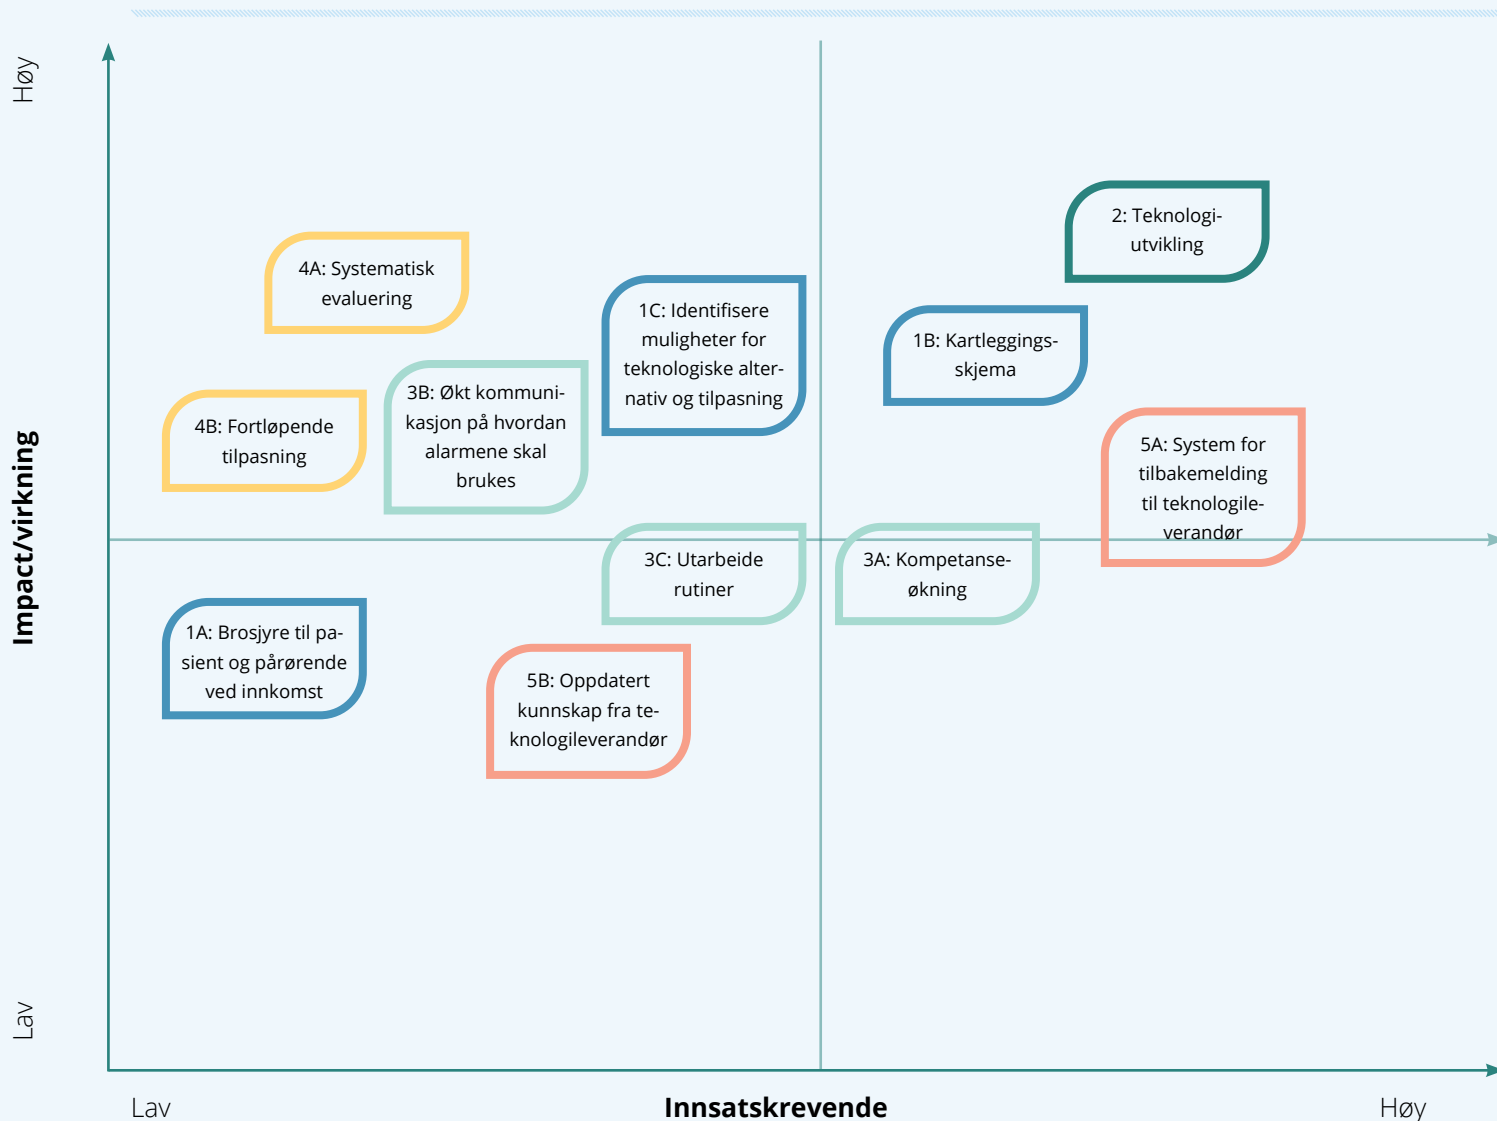 Høy
2: Teknologi-
utvikling
4A: Systematisk
evaluering
1C: Identifisere
muligheter for
teknologiske alter-
nativ og tilpasning
1B: Kartleggings-
skjema
3B: Økt kommuni-
kasjon på hvordan
alarmene skal
brukes
4B: Fortløpende
tilpasning
5A: System for
tilbakemelding
til teknologile-
verandør
Impact/virkning
3C: Utarbeide
rutiner
3A: Kompetanse-
økning
1A: Brosjyre til pa-
sient og pårørende
ved innkomst
5B: Oppdatert
kunnskap fra te-
knologileverandør
Lav
Lav
Innsatskrevende
Høy